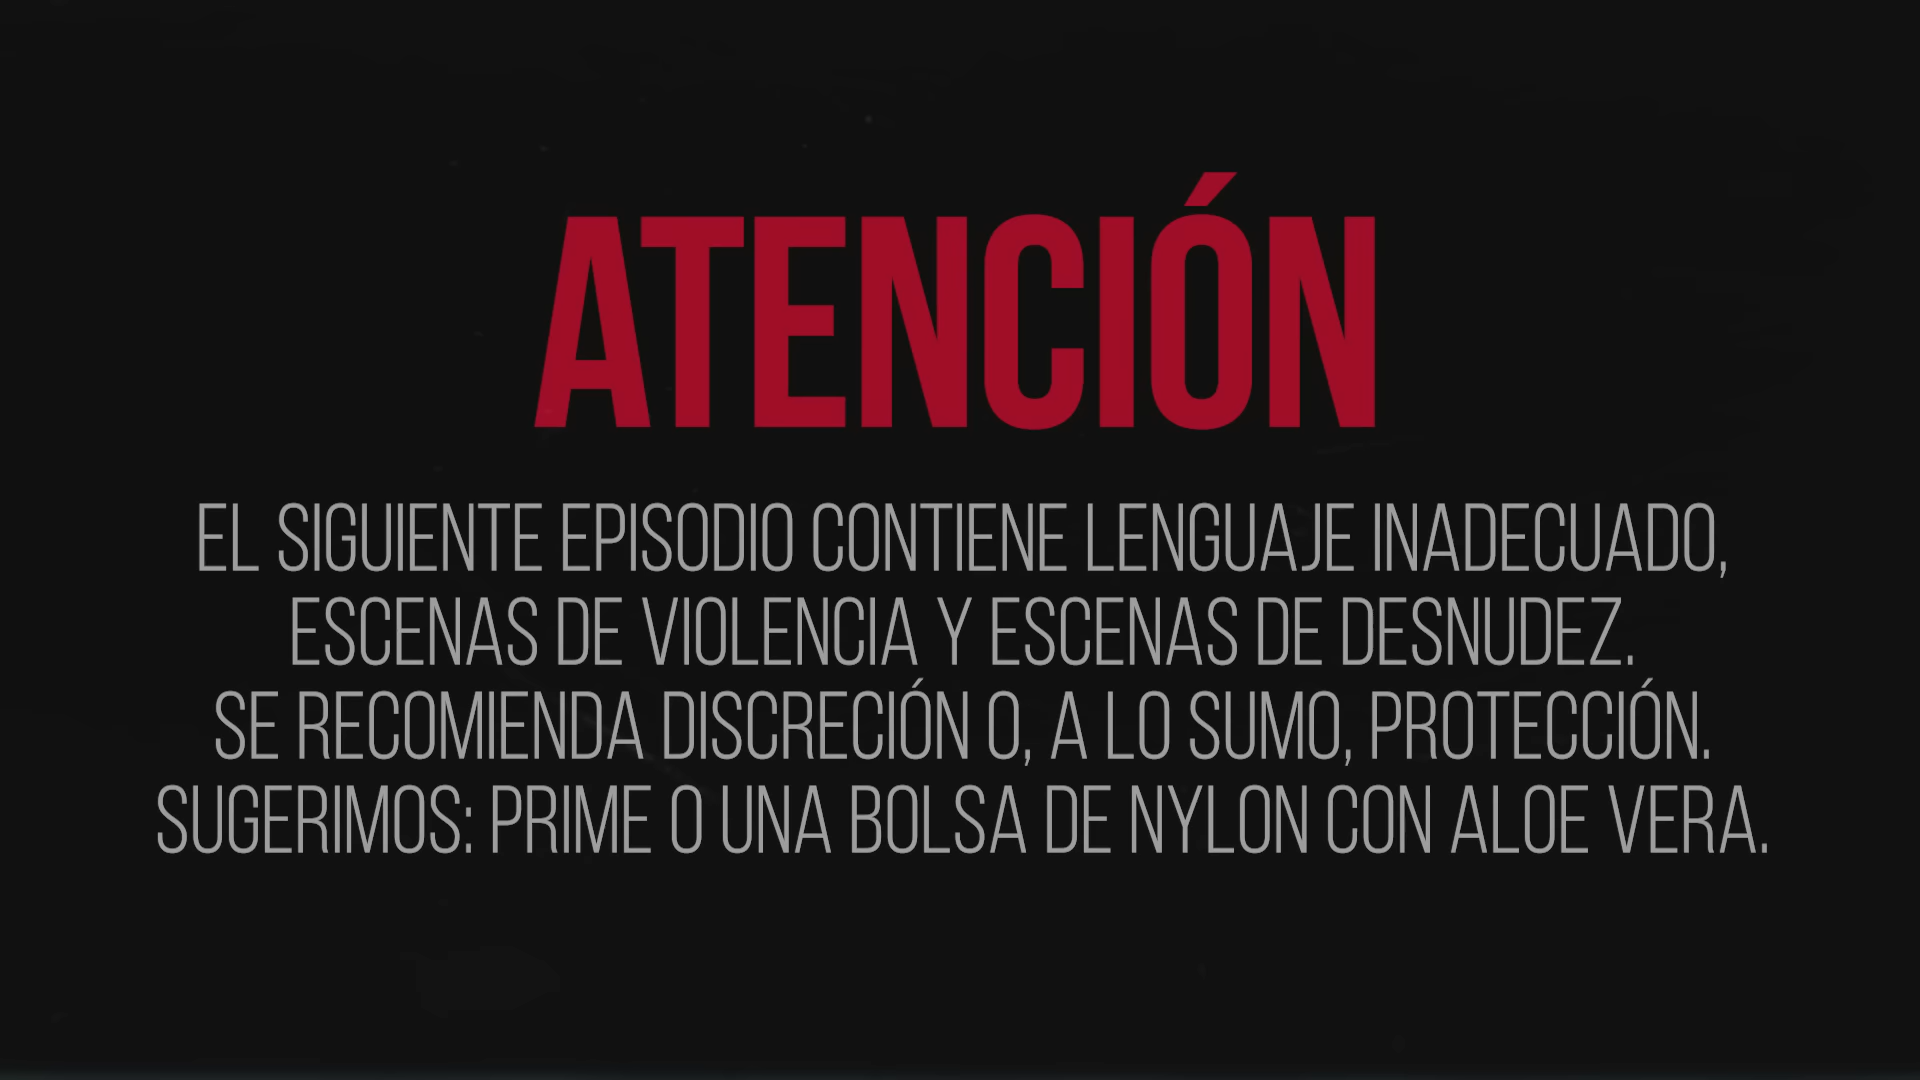 ATENCIÓN
EL SIGUIENTE EPISODIO CONTIENE LENGUAJE INADECUADO,
ESCENAS DE VIOLENCIA Y ESCENAS DE DESNUDEZ.
SE RECOMIENDA DISCRECIÓN O, A LO SUMO, PROTECCIÓN.
SUGERIMOS: PRIME O UNA BOLSA DE NYLON CON ALOE VERA.